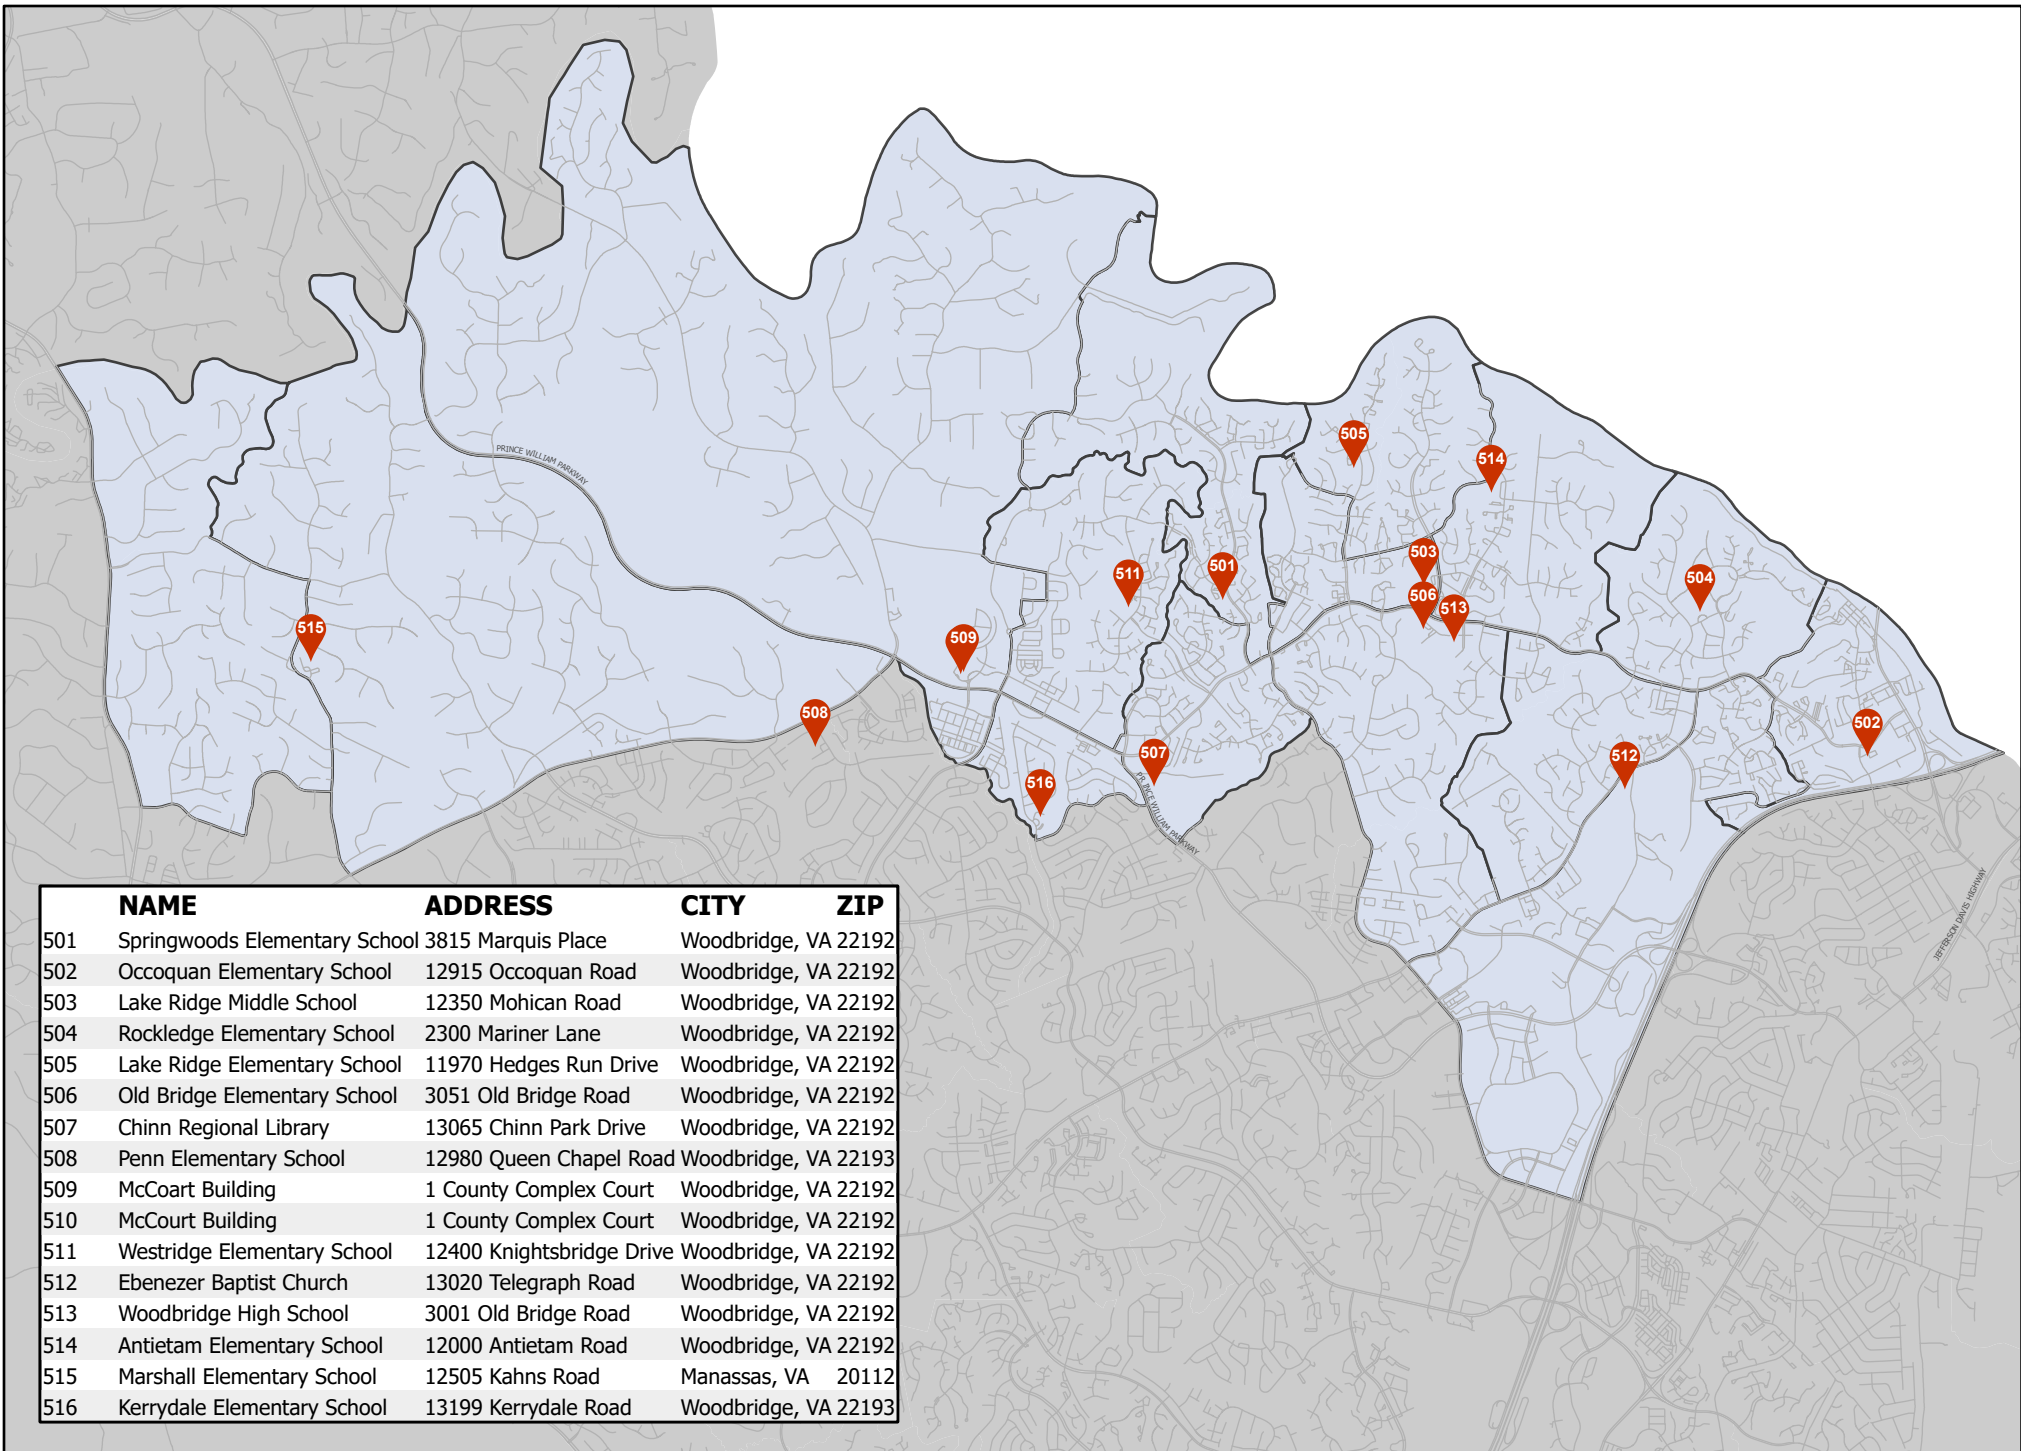 505
514
503
501
511
504
506
513
515
509
508
502
507
512
516
PRINCE WILLIAM PARKWAY
PRINCE WILLIAM PARKWAY
JEFFERSON DAVIS HIGHWAY
NAME ADDRESS CITY ZIP
501 Springwoods Elementary School 3815 Marquis Place Woodbridge, VA 22192
502 Occoquan Elementary School 12915 Occoquan Road Woodbridge, VA 22192
503 Lake Ridge Middle School 12350 Mohican Road Woodbridge, VA 22192
504 Rockledge Elementary School 2300 Mariner Lane Woodbridge, VA 22192
505 Lake Ridge Elementary School 11970 Hedges Run Drive Woodbridge, VA 22192
506 Old Bridge Elementary School 3051 Old Bridge Road Woodbridge, VA 22192
507 Chinn Regional Library 13065 Chinn Park Drive Woodbridge, VA 22192
508 Penn Elementary School 12980 Queen Chapel Road Woodbridge, VA 22193
509 McCoart Building 1 County Complex Court Woodbridge, VA 22192
510 McCourt Building 1 County Complex Court Woodbridge, VA 22192
511 Westridge Elementary School 12400 Knightsbridge Drive Woodbridge, VA 22192
512 Ebenezer Baptist Church 13020 Telegraph Road Woodbridge, VA 22192
513 Woodbridge High School 3001 Old Bridge Road Woodbridge, VA 22192
514 Antietam Elementary School 12000 Antietam Road Woodbridge, VA 22192
515 Marshall Elementary School 12505 Kahns Road Manassas, VA 20112
516 Kerrydale Elementary School 13199 Kerrydale Road Woodbridge, VA 22193